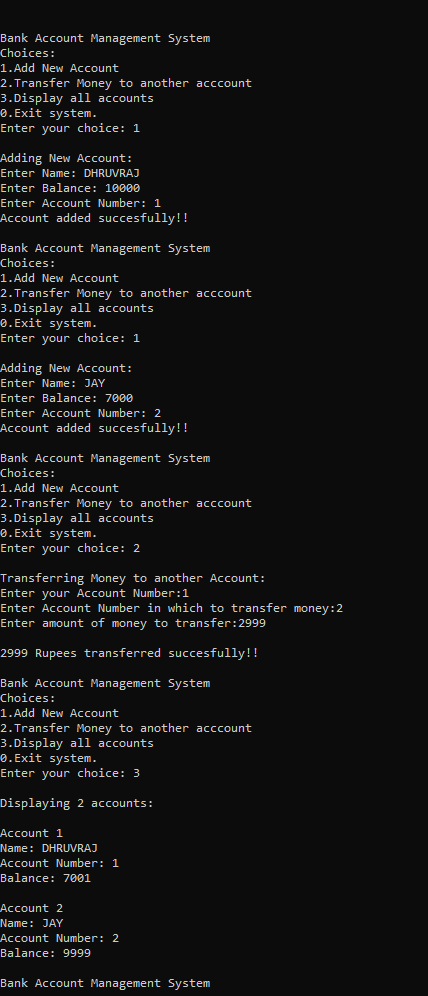 Bank Account Management System
Choices:
1.Add New Account
2.Transfer Money to another acccount
3.Display all accounts
0.Exit system.
Enter your choice: 1
Adding New Account:
Enter Name: DHRUVRAJ
Enter Balance: 10000
Enter Account Number: 1
Account added succesfully!!
Bank Account Management System
Choices:
1.Add New Account
2.Transfer Money to another acccount
3.Display all accounts
0.Exit system.
Enter your choice: 1
Adding New Account:
Enter Name: JAY
Enter Balance: 7000
Enter Account Number: 2
Account added succesfully!!
Bank Account Management System
Choices:
1.Add New Account
2.Transfer Money to another acccount
3.Display all accounts
0.Exit system.
Enter your choice: 2
Transferring Money to another Account:
Enter your Account Number:1
Enter Account Number in which to transfer money:2
Enter amount of money to transfer:2999
2999 Rupees transferred succesfully!!
Bank Account Management System
Choices:
1.Add New Account
2.Transfer Money to another acccount
3.Display all accounts
0.Exit system.
Enter your choice: 3
Displaying 2 accounts:
Account 1
Name: DHRUVRAJ
Account Number: 1
Balance: 7001
Account 2
Name: JAY
Account Number: 2
Balance: 9999
Bank Account Management System